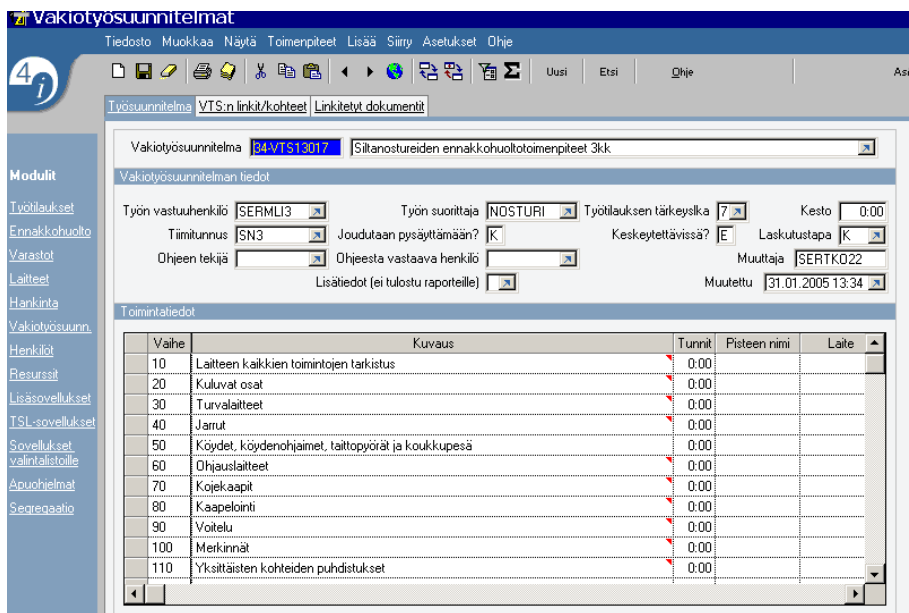 Vakiotyösuunnitelmat
Tiedosto Muokkaa Näytä Toimenpiteet Lisää Siirry Asetukset Ohje
4i
Uusi Etsi Ohje As
Työsuunnitelma VTS:n linkit/kohteet Linkitetyt dokumentit
Vakiotyösuunnitelma 34-VTS13017 Siltanostureiden ennakkohuoltotoimenpiteet 3kk
Modulit
Työtilaukset
Ennakkohuolto
Varastot
Laitteet
Hankinta
Vakiotyösuunn.
Henkilöt
Resurssit
Lisäsovellukset
TSL-sovellukset
Sovellukset
valintalistoille
Apuohjelmat
Segregaatio
Vakiotyösuunnitelman tiedot
Työn vastuuhenkilö SERMLI3 Työn suorittaja NOSTURI Työtilauksen tärkeyslka 7 Kesto 0:00
Tiimitunnus SN3 Joudutaan pysäyttämään? K Keskeytettävissä? E Laskutustapa K
Ohjeen tekijä Ohjeesta vastaava henkilö Muuttaja SERTKO22
Lisätiedot (ei tulostu raporteille) Muutettu 31.01.2005 13:34
Toimintatiedot
Vaihe Kuvaus Tunnit Pisteen nimi Laite
10 Laitteen kaikkien toimintojen tarkistus 0:00
20 Kuluvat osat 0:00
30 Turvalaitteet 0:00
40 Jarrut 0:00
50 Köydet, köydenohjaimet, taittopyörät ja koukkupesä 0:00
60 Ohjauslaitteet 0:00
70 Kojekaapit 0:00
80 Kaapelointi 0:00
90 Voitelu 0:00
100 Merkinnät 0:00
110 Yksittäisten kohteiden puhdistukset 0:00